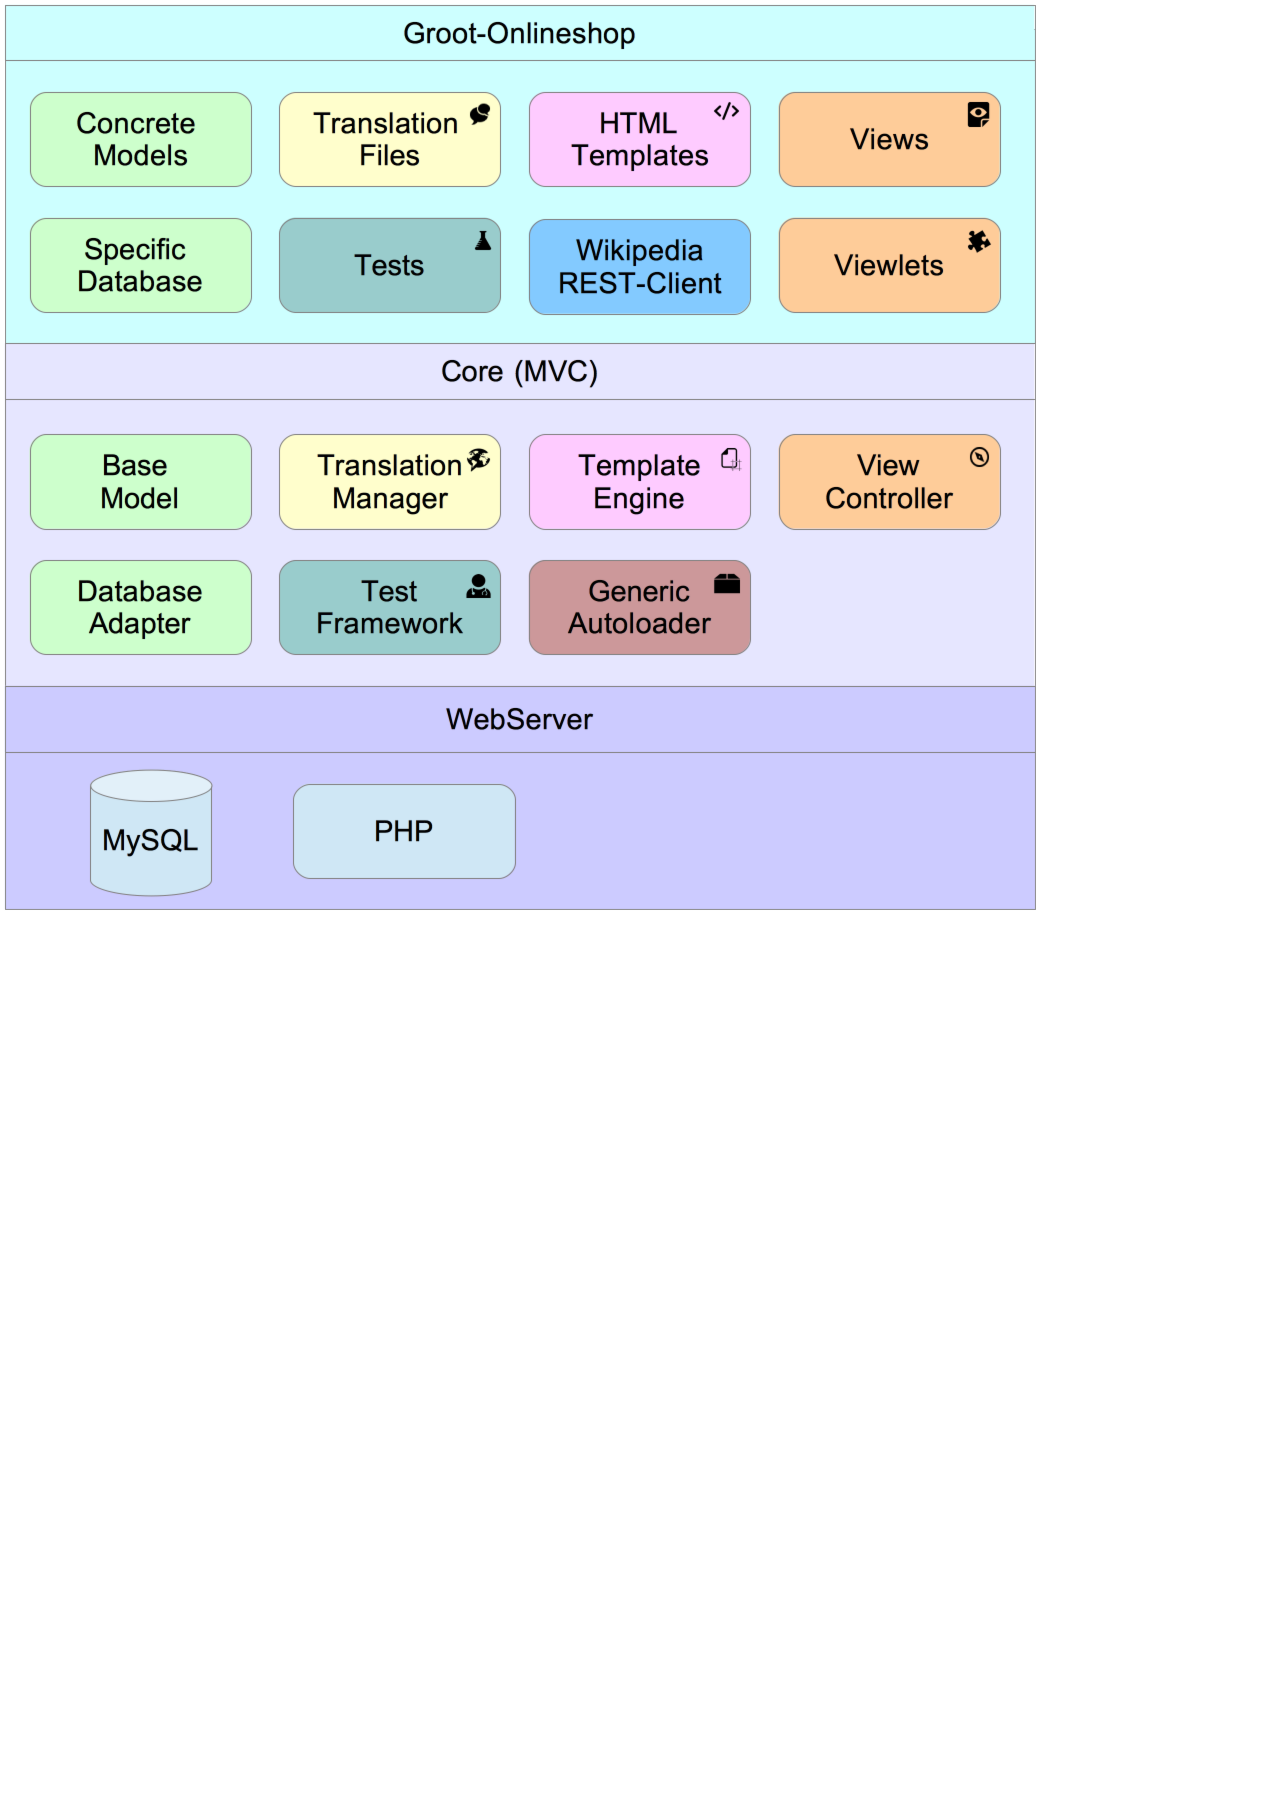 Groot-Onlineshop
Concrete
Models
Translation
Files
HTML
Templates
Views
Specific
Database
Tests
Wikipedia
REST-Client
Viewlets
Core (MVC)
Base
Model
Translation
Manager
Template
Engine
View
Controller
Database
Adapter
Test
Framework
Generic
Autoloader
WebServer
MySQL
PHP